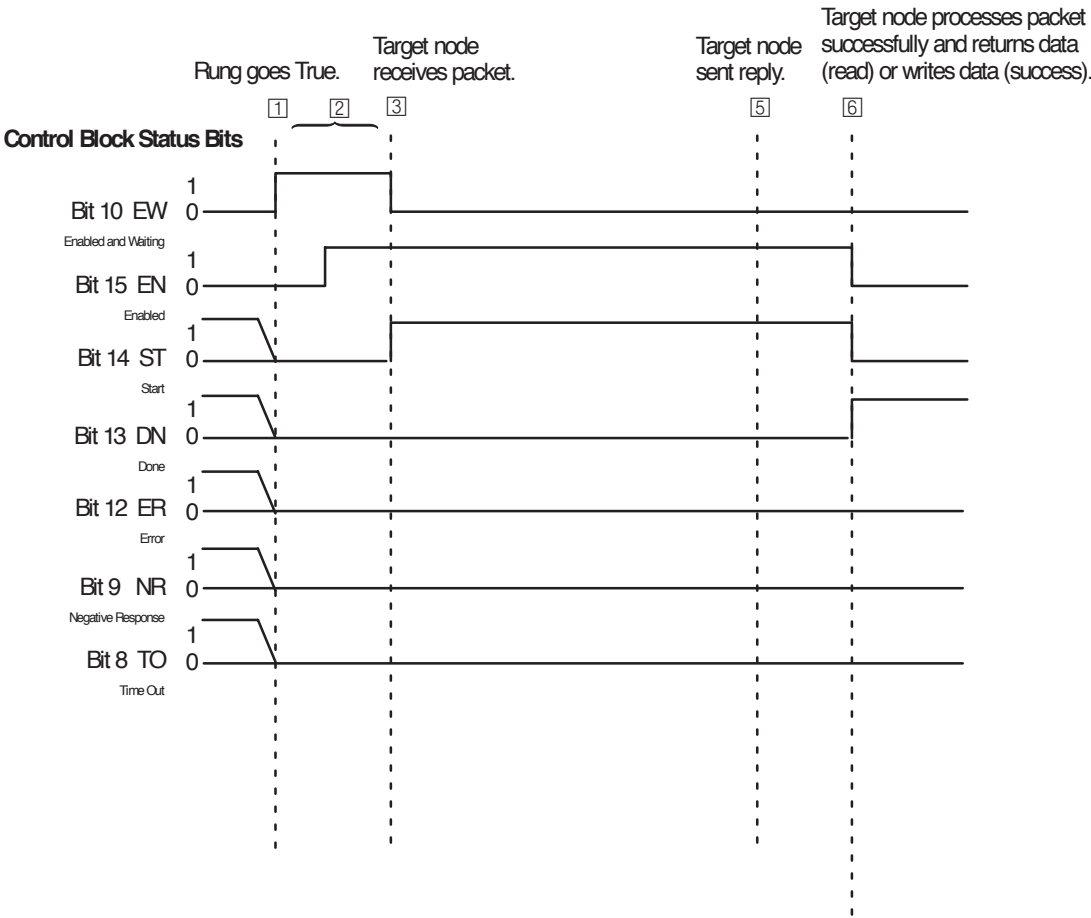 Target node processes packet
successfully and returns data
(read) or writes data (success).
Target node
receives packet.
Target node
sent reply.
Rung goes True.
1 2 3 5 6
Control Block Status Bits
1
Bit 10 EW 0
Enabled and Waiting
1
Bit 15 EN 0
Enabled
1
Bit 14 ST 0
Start
1
Bit 13 DN 0
Done
1
Bit 12 ER 0
Error
1
Bit 9 NR 0
Negative Response
1
Bit 8 TO 0
Time Out